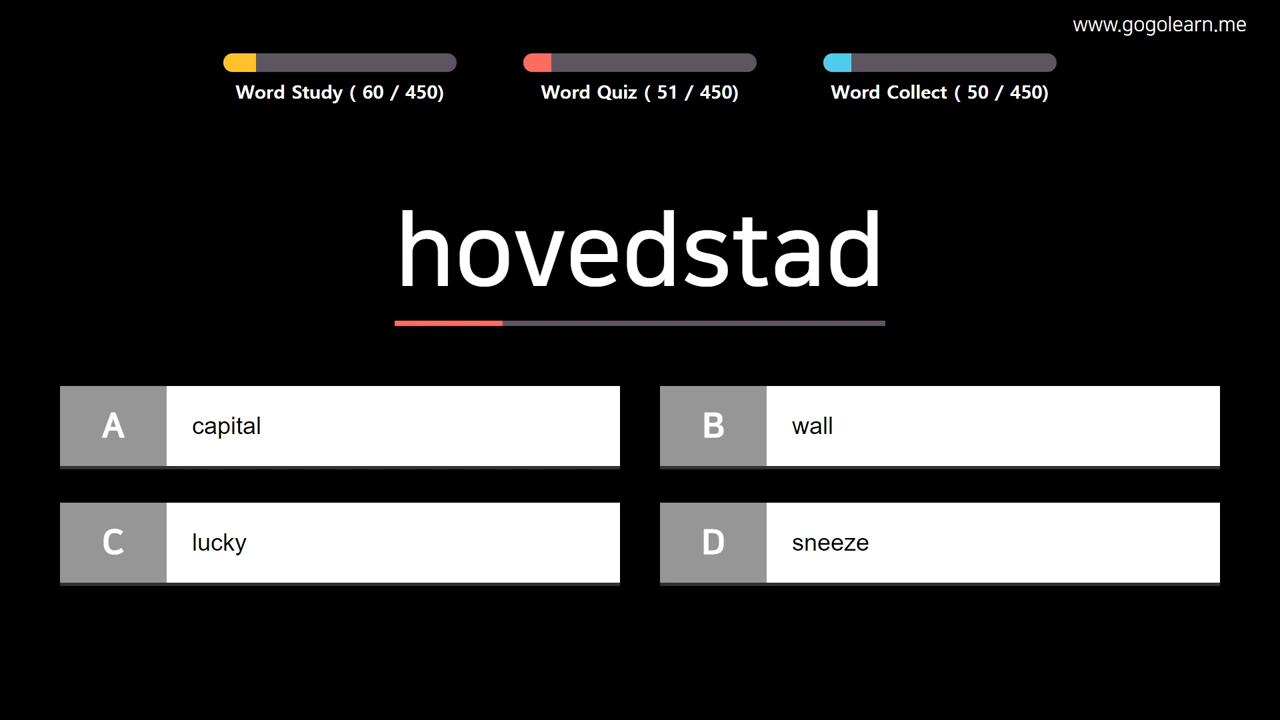 www.gogolearn.me
Word Study ( 60 / 450)
Word Quiz ( 51 / 450)
Word Collect ( 50 / 450)
hovedstad
A capital
B wall
C lucky
D sneeze